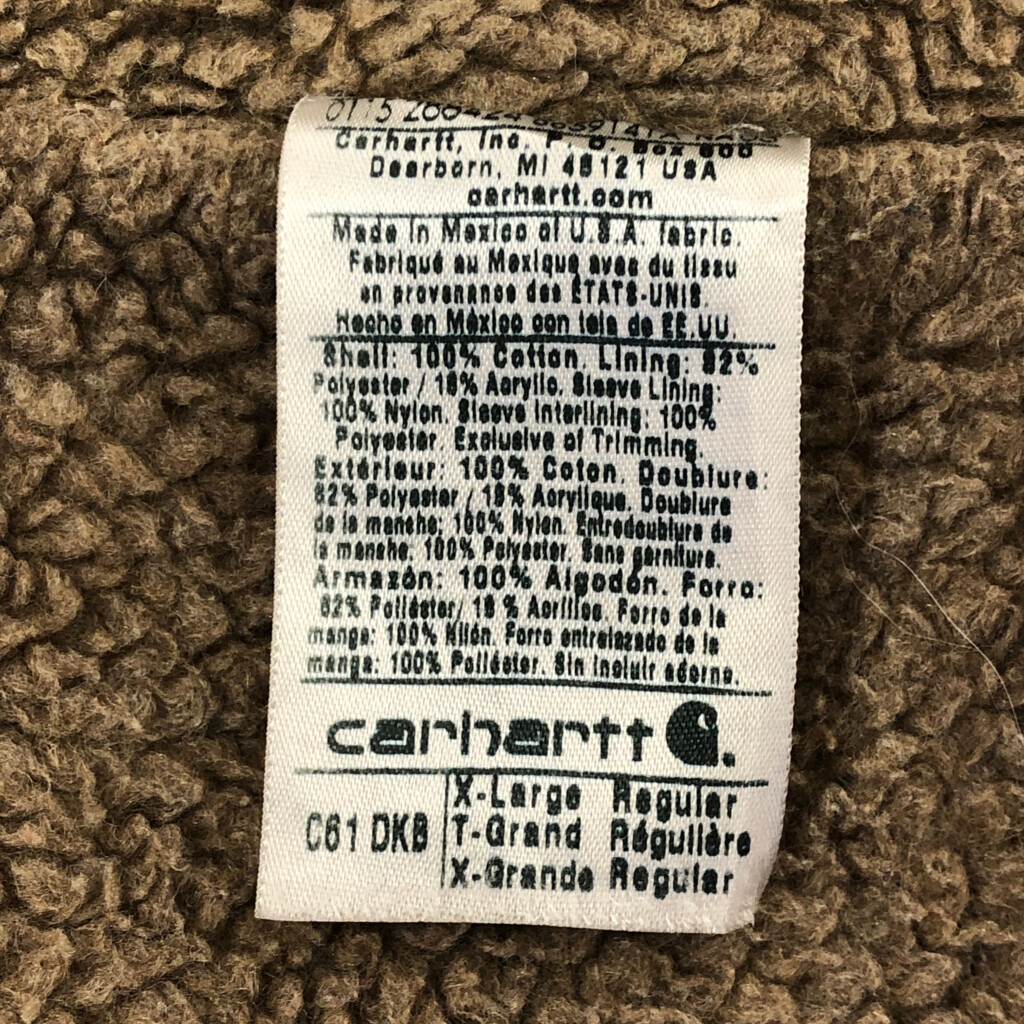 0115
Carhartt, Inc. P. O. Box 600
Dearborn, MI 48121 USA
carhartt.com
Made in Mexico of U.S.A. fabric.
Fabriqué au Mexique avec du tissu
en provenance des ÉTATS-UNIS.
Hecho en México con tela de EE.UU.
Shell: 100% Cotton. Lining: 82%
Polyester / 18% Acrylic. Sleeve Lining:
100% Nylon. Sleeve Interlining: 100%
Polyester. Exclusive of Trimming.
Extérieur: 100% Coton. Doublure:
82% Polyester / 18% Acrylique. Doublure
de la manche: 100% Nylon. Entredoublure de
la manche: 100% Polyester. Sans garniture.
Armazón: 100% Algodón. Forro:
82% Poliéster/ 18 % Acrílico. Forro de la
manga: 100% Nilón. Forro entrelazado de la
manga: 100% Poliéster. Sin incluir adorno.
carhartt.
C61 DKB
X-Large Regular
T-Grand Régulière
X-Grande Regular